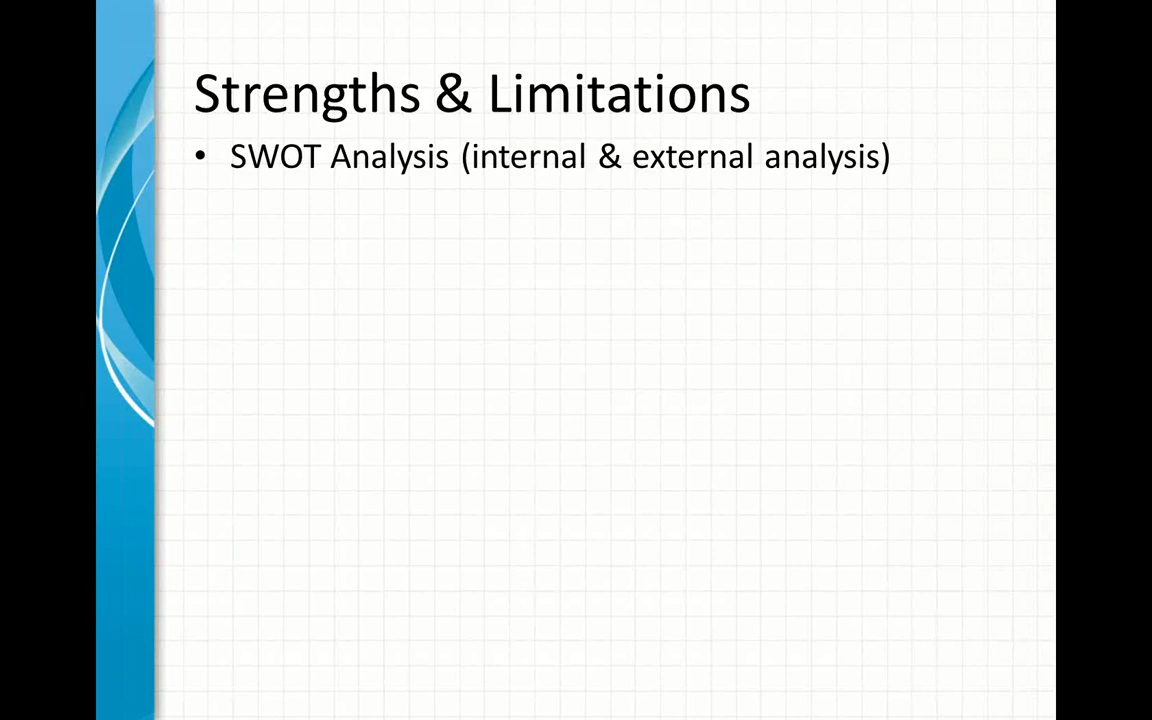 Strengths & Limitations
• SWOT Analysis (internal & external analysis)